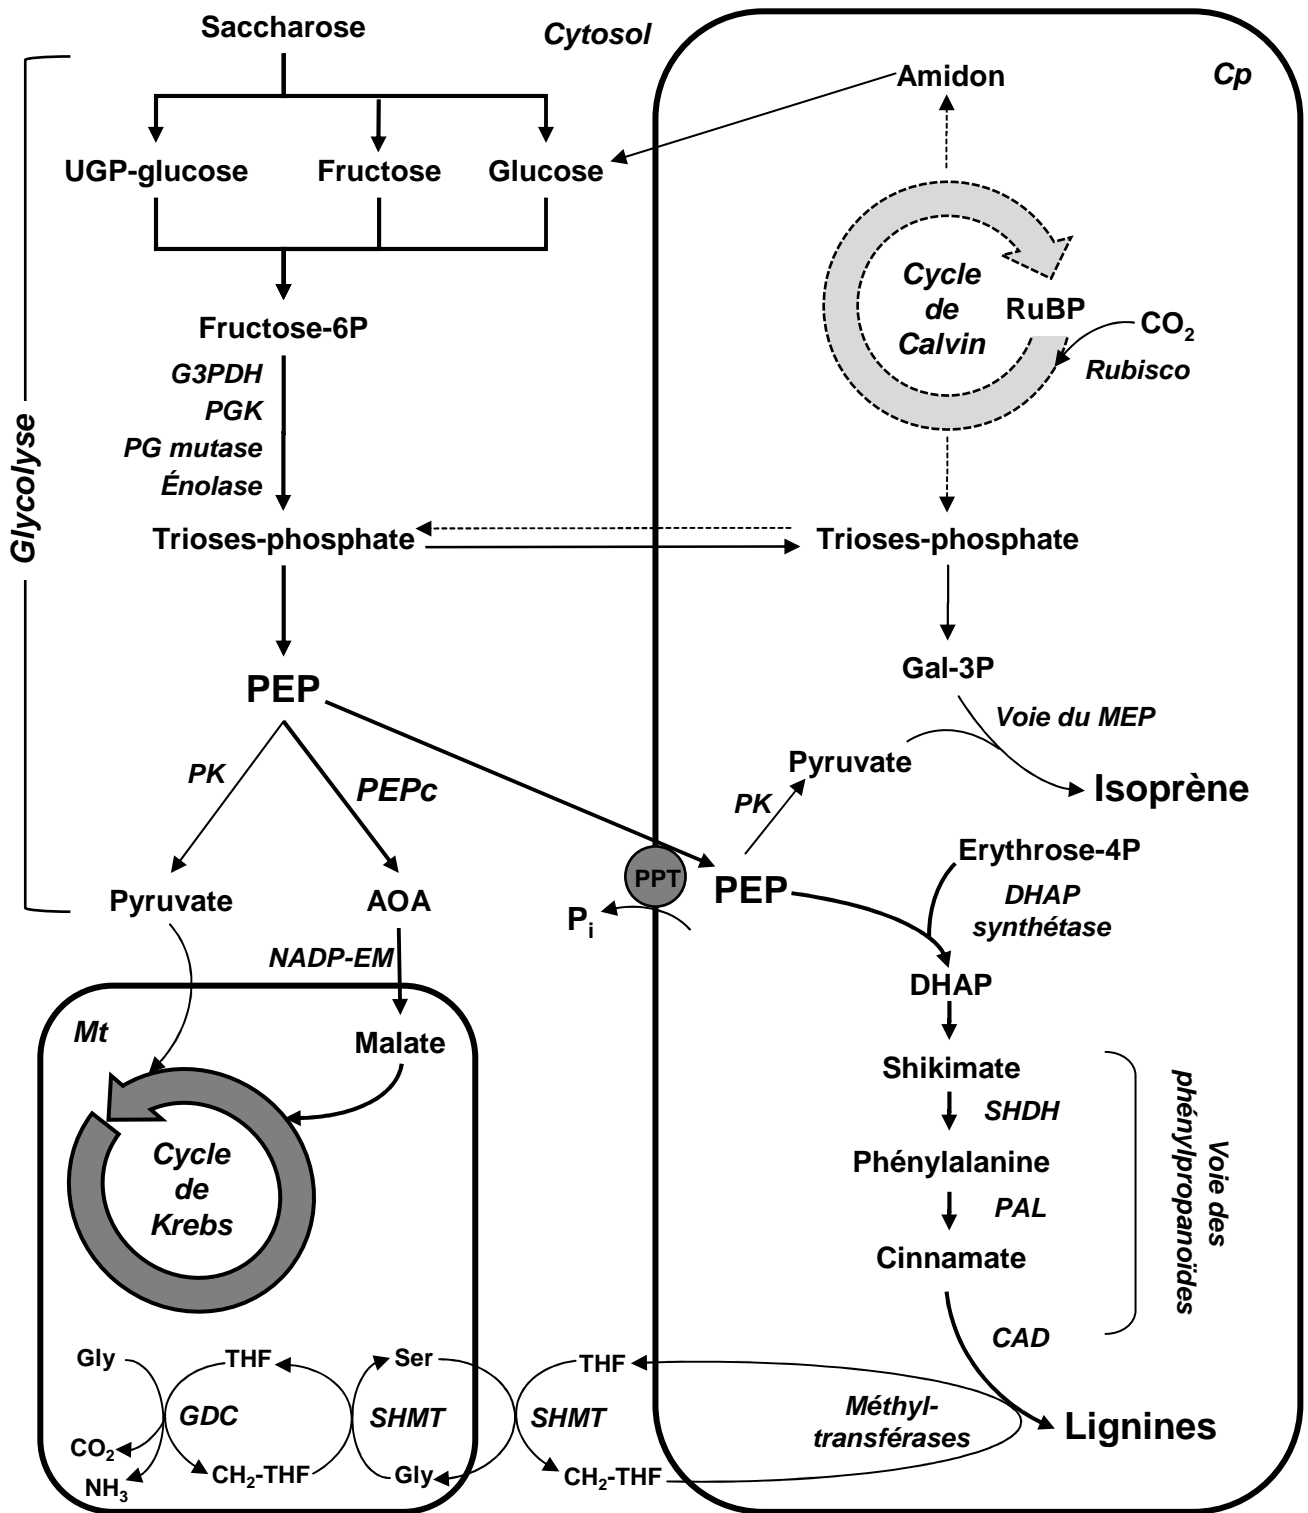 Saccharose
Cytosol
Amidon
Cp
UGP-glucose
Fructose
Glucose
Cycle
de
Calvin
RuBP
CO2
Rubisco
Fructose-6P
G3PDH
PGK
PG mutase
Énolase
Glycolyse
Trioses-phosphate
Trioses-phosphate
Gal-3P
PEP
Voie du MEP
Pyruvate
PK
PEPc
PK
Isoprène
Erythrose-4P
PPT
PEP
Pyruvate
AOA
Pi
DHAP
synthétase
NADP-EM
DHAP
Mt
Malate
Shikimate
SHDH
Cycle
de
Krebs
Phénylalanine
PAL
Voie des
phénylpropanoïdes
Cinnamate
CAD
Gly
THF
Ser
THF
GDC
SHMT
SHMT
Méthyl-
transférases
Lignines
CO2
NH3
CH2-THF
Gly
CH2-THF